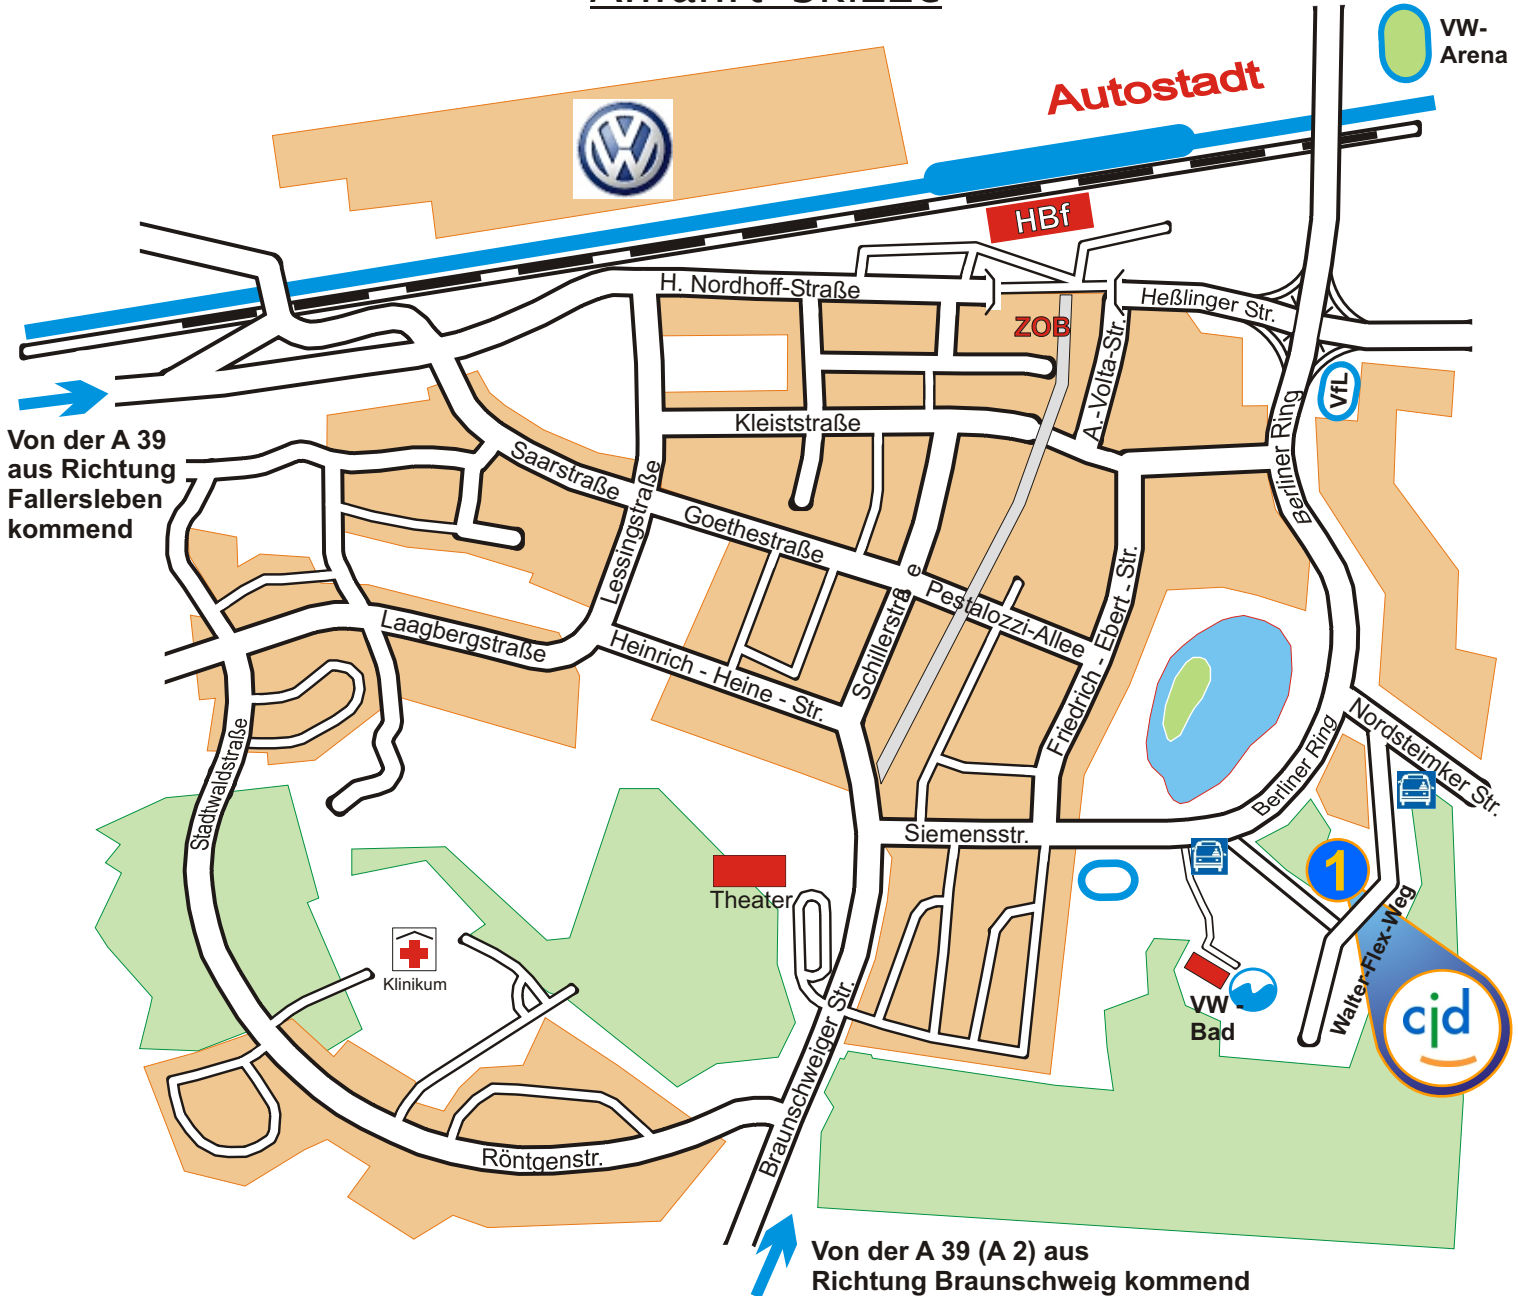 Anfahrt-Skizze
VW-
Arena
Autostadt
HBf
H. Nordhoff-Straße
Heßlinger Str.
ZOB
A.-Volta-Str.
VfL
Berliner Ring
Kleiststraße
Von der A 39
aus Richtung
Fallersleben
kommend
Saarstraße
Lessingstraße
Goethestraße
Schillerstraße
Pestalozzi-Allee
Friedrich - Ebert - Str.
Laagbergstraße
Heinrich - Heine - Str.
Stadtwaldstraße
Berliner Ring
Nordsteimker Str.
Siemensstr.
1
Theater
Walter-Flex-Weg
Klinikum
VW -
Bad
cjd
Braunschweiger Str.
Röntgenstr.
Von der A 39 (A 2) aus
Richtung Braunschweig kommend